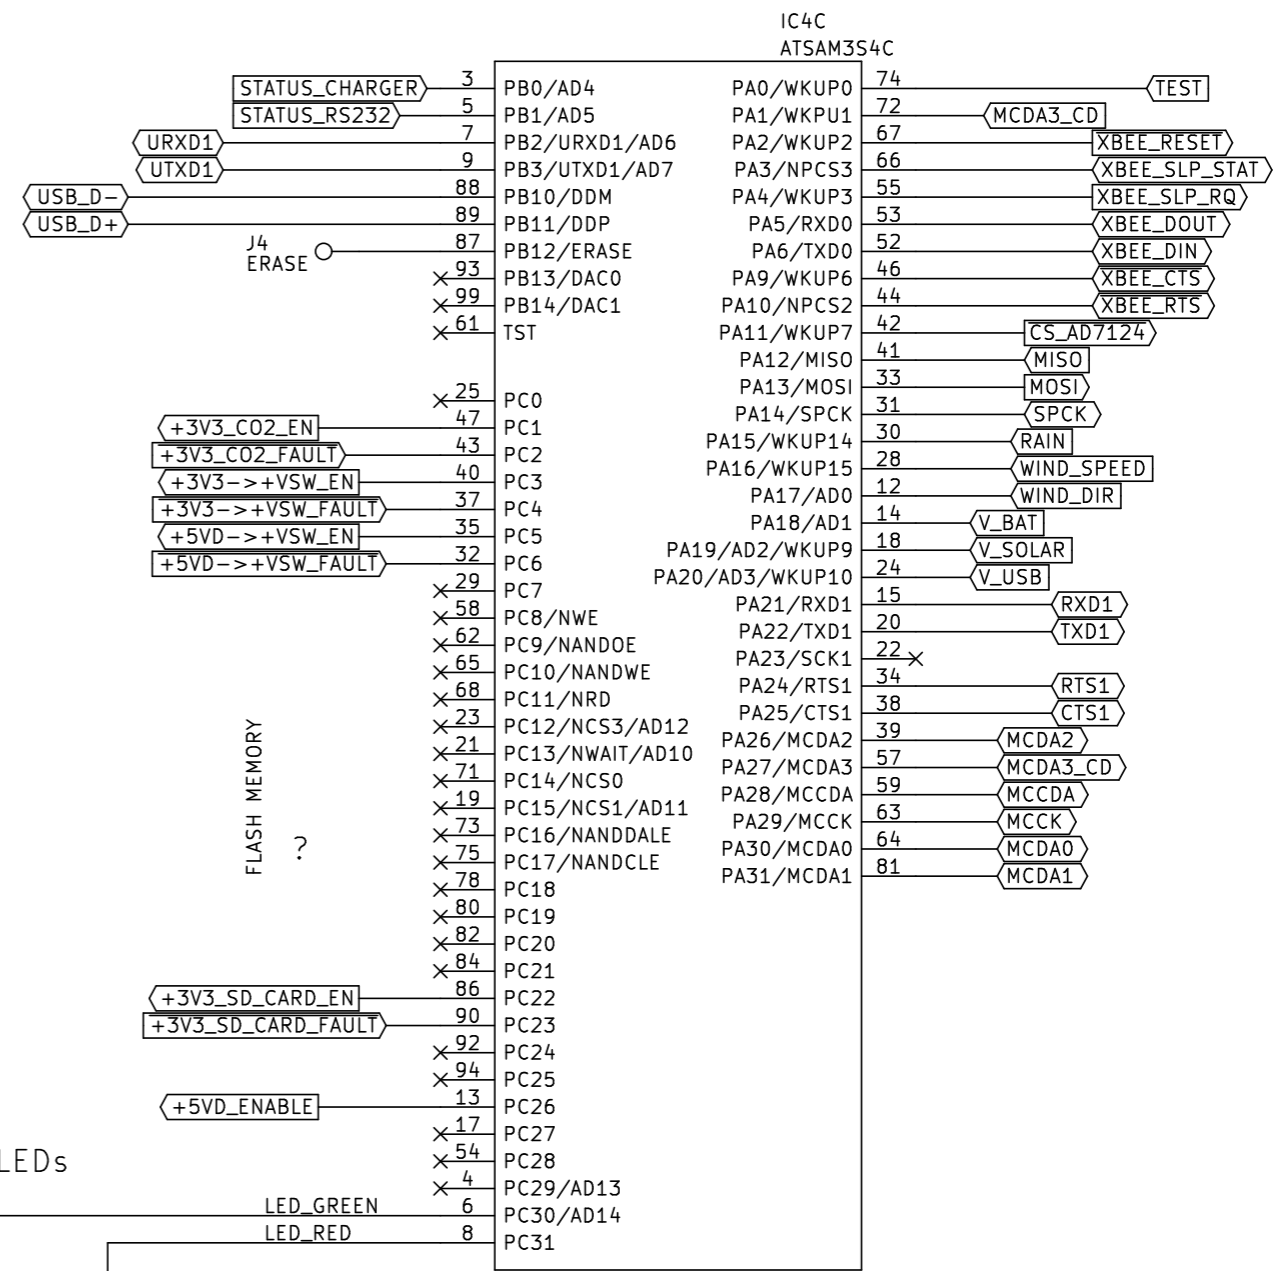 IC4C
ATSAM3S4C
STATUS_CHARGER 3 PB0/AD4 PA0/WKUP0 74 TEST
STATUS_RS232 5 PB1/AD5 PA1/WKPU1 72 MCDA3_CD
URXD1 7 PB2/URXD1/AD6 PA2/WKUP2 67 XBEE_RESET
UTXD1 9 PB3/UTXD1/AD7 PA3/NPCS3 66 XBEE_SLP_STAT
USB_D- 88 PB10/DDM PA4/WKUP3 55 XBEE_SLP_RQ
USB_D+ 89 PB11/DDP PA5/RXD0 53 XBEE_DOUT
J4
ERASE 87 PB12/ERASE PA6/TXD0 52 XBEE_DIN
93 PB13/DAC0 PA9/WKUP6 46 XBEE_CTS
99 PB14/DAC1 PA10/NPCS2 44 XBEE_RTS
61 TST PA11/WKUP7 42 CS_AD7124
PA12/MISO 41 MISO
25 PC0 PA13/MOSI 33 MOSI
+3V3_CO2_EN 47 PC1 PA14/SPCK 31 SPCK
+3V3_CO2_FAULT 43 PC2 PA15/WKUP14 30 RAIN
+3V3->+VSW_EN 40 PC3 PA16/WKUP15 28 WIND_SPEED
+3V3->+VSW_FAULT 37 PC4 PA17/AD0 12 WIND_DIR
+5VD->+VSW_EN 35 PC5 PA18/AD1 14 V_BAT
+5VD->+VSW_FAULT 32 PC6 PA19/AD2/WKUP9 18 V_SOLAR
29 PC7 PA20/AD3/WKUP10 24 V_USB
58 PC8/NWE PA21/RXD1 15 RXD1
62 PC9/NANDOE PA22/TXD1 20 TXD1
65 PC10/NANDWE PA23/SCK1 22
68 PC11/NRD PA24/RTS1 34 RTS1
23 PC12/NCS3/AD12 PA25/CTS1 38 CTS1
21 PC13/NWAIT/AD10 PA26/MCDA2 39 MCDA2
71 PC14/NCS0 PA27/MCDA3 57 MCDA3_CD
19 PC15/NCS1/AD11 PA28/MCCDA 59 MCCDA
73 PC16/NANDDALE PA29/MCCK 63 MCCK
75 PC17/NANDCLE PA30/MCDA0 64 MCDA0
78 PC18 PA31/MCDA1 81 MCDA1
FLASH MEMORY
?
80 PC19
82 PC20
84 PC21
+3V3_SD_CARD_EN 86 PC22
+3V3_SD_CARD_FAULT 90 PC23
92 PC24
94 PC25
+5VD_ENABLE 13 PC26
17 PC27
LEDs
54 PC28
4 PC29/AD13
LED_GREEN 6 PC30/AD14
LED_RED 8 PC31